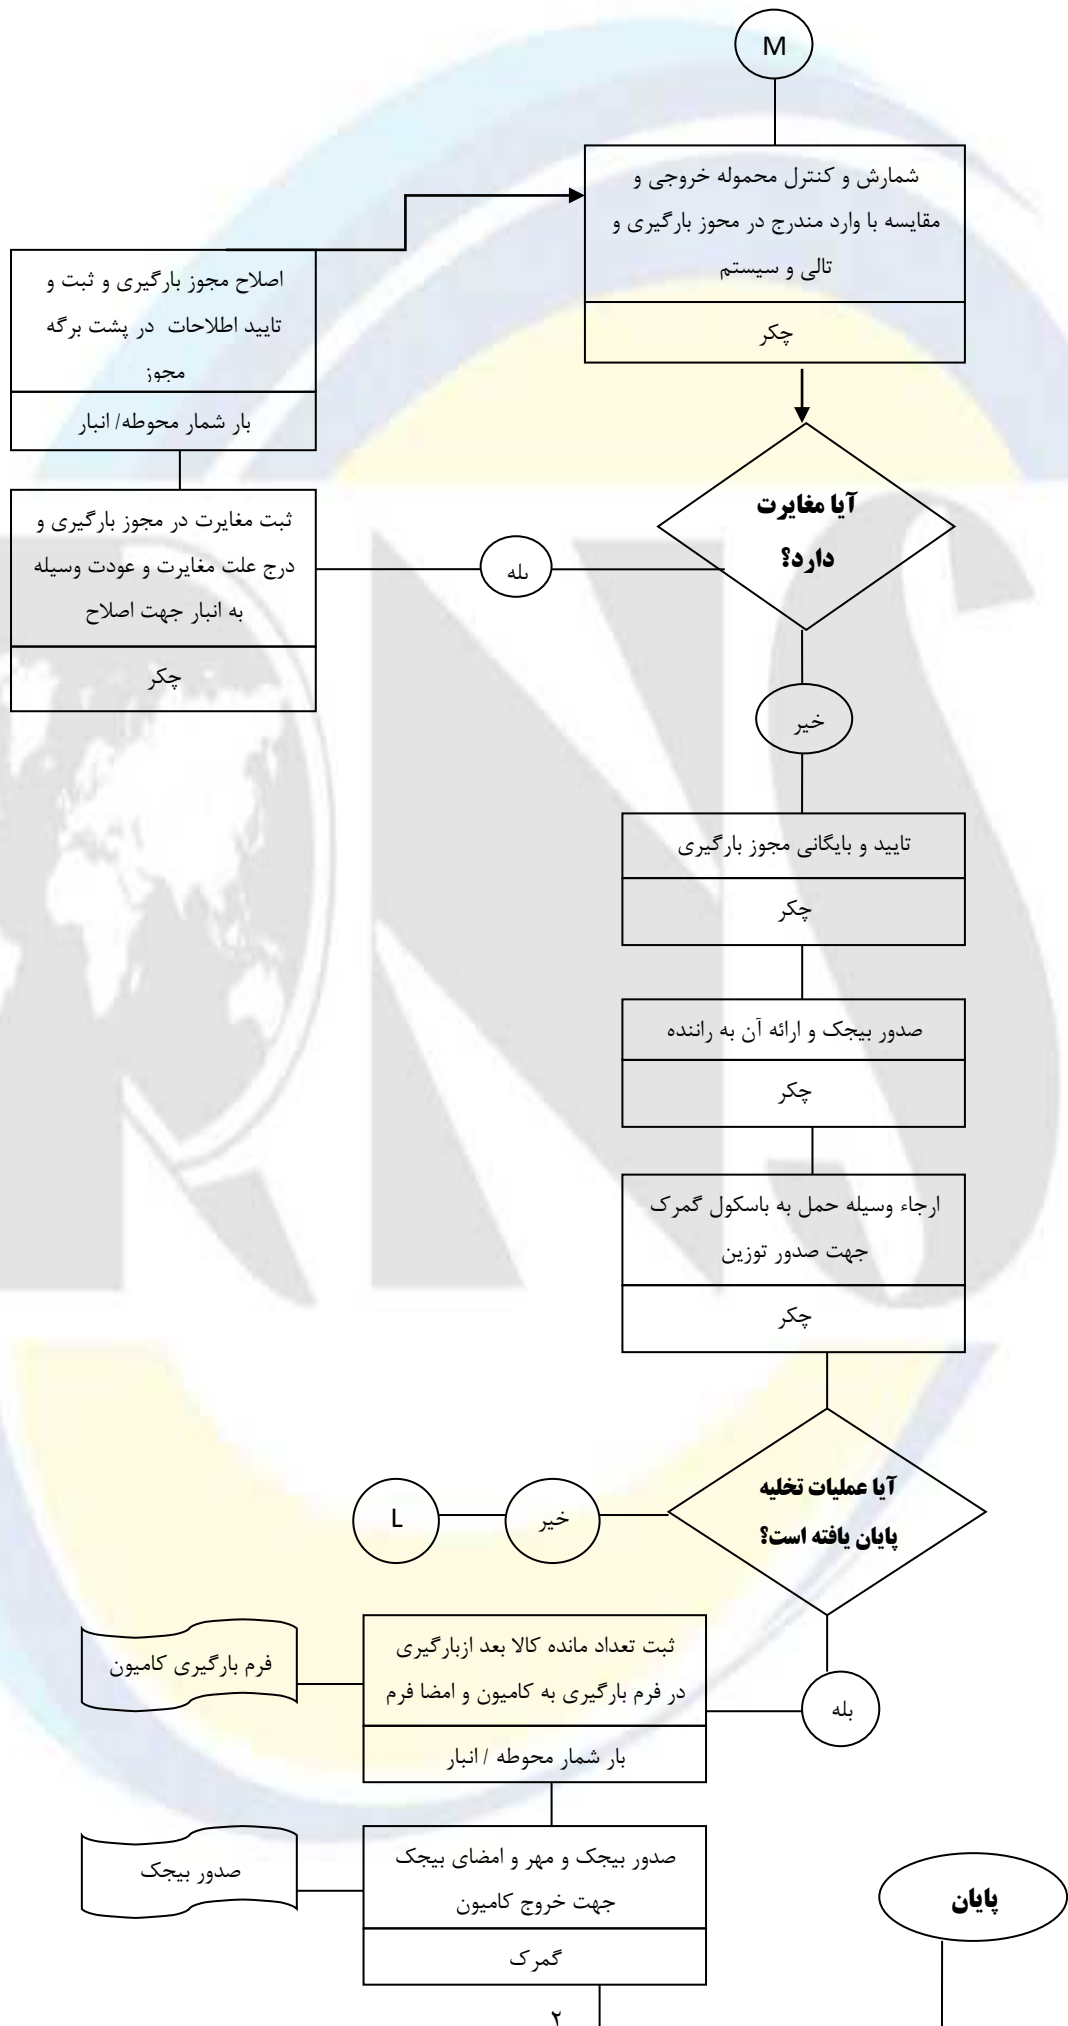 M
شمارش و کنترل محموله خروجی و
مقایسه با وارد مندرج در محوز بارگیری و
تالی و سیستم
چکر
اصلاح مجوز بارگیری و ثبت و
تایید اطلاحات در پشت برگه
مجوز
بار شمار محوطه/ انبار
آیا مغایرت
دارد؟
ثبت مغایرت در مجوز بارگیری و
درج علت مغایرت و عودت وسیله
به انبار جهت اصلاح
چکر
بله
خیر
تایید و بایگانی مجوز بارگیری
چکر
صدور بیجک و ارائه آن به راننده
چکر
ارجاء وسیله حمل به باسکول گمرک
جهت صدور توزین
چکر
آیا عملیات تخلیه
پایان یافته است؟
خیر
L
ثبت تعداد مانده کالا بعد ازبارگیری
در فرم بارگیری به کامیون و امضا فرم
بار شمار محوطه / انبار
فرم بارگیری کامیون
بله
صدور بیجک و مهر و امضای بیجک
جهت خروج کامیون
گمرک
صدور بیجک
پایان
۲
NS